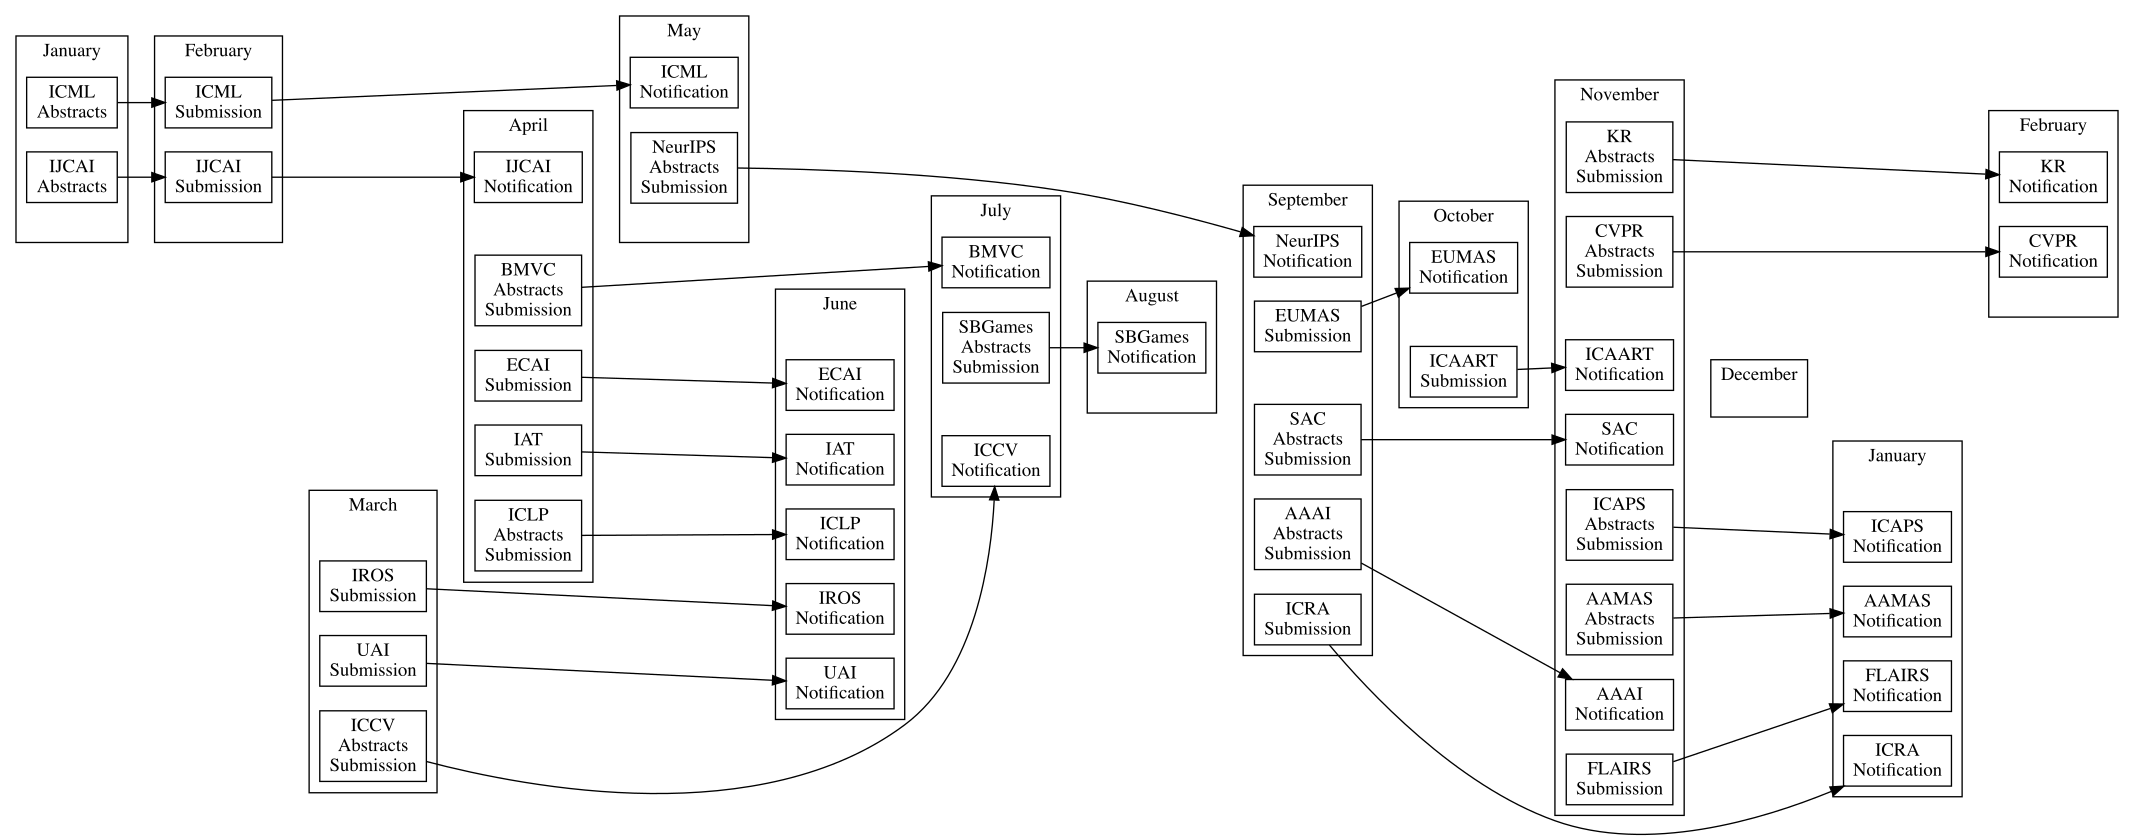 January
ICML
Abstracts
IJCAI
Abstracts
February
ICML
Submission
IJCAI
Submission
March
IROS
Submission
UAI
Submission
ICCV
Abstracts
Submission
April
IJCAI
Notification
BMVC
Abstracts
Submission
ECAI
Submission
IAT
Submission
ICLP
Abstracts
Submission
May
ICML
Notification
NeurIPS
Abstracts
Submission
June
ECAI
Notification
IAT
Notification
ICLP
Notification
IROS
Notification
UAI
Notification
July
BMVC
Notification
SBGames
Abstracts
Submission
ICCV
Notification
August
SBGames
Notification
September
NeurIPS
Notification
EUMAS
Submission
SAC
Abstracts
Submission
AAAI
Abstracts
Submission
ICRA
Submission
October
EUMAS
Notification
ICAART
Submission
November
KR
Abstracts
Submission
CVPR
Abstracts
Submission
ICAART
Notification
SAC
Notification
ICAPS
Abstracts
Submission
AAMAS
Abstracts
Submission
AAAI
Notification
FLAIRS
Submission
December
January
ICAPS
Notification
AAMAS
Notification
FLAIRS
Notification
ICRA
Notification
February
KR
Notification
CVPR
Notification